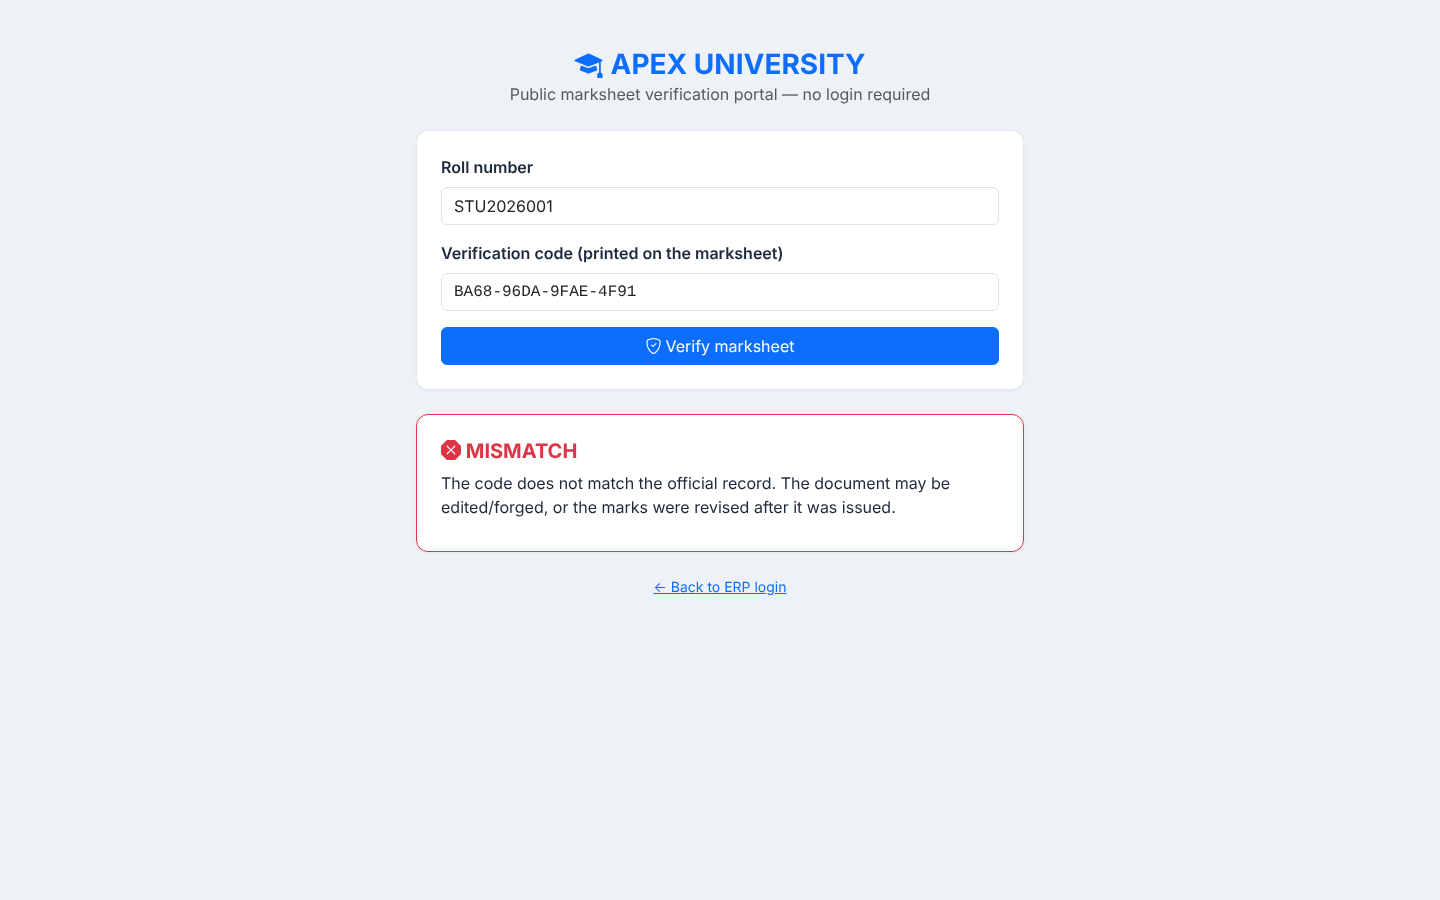 APEX UNIVERSITY
Public marksheet verification portal — no login required
Roll number
STU2026001
Verification code (printed on the marksheet)
BA68-96DA-9FAE-4F91
Verify marksheet
MISMATCH
The code does not match the official record. The document may be
edited/forged, or the marks were revised after it was issued.
← Back to ERP login